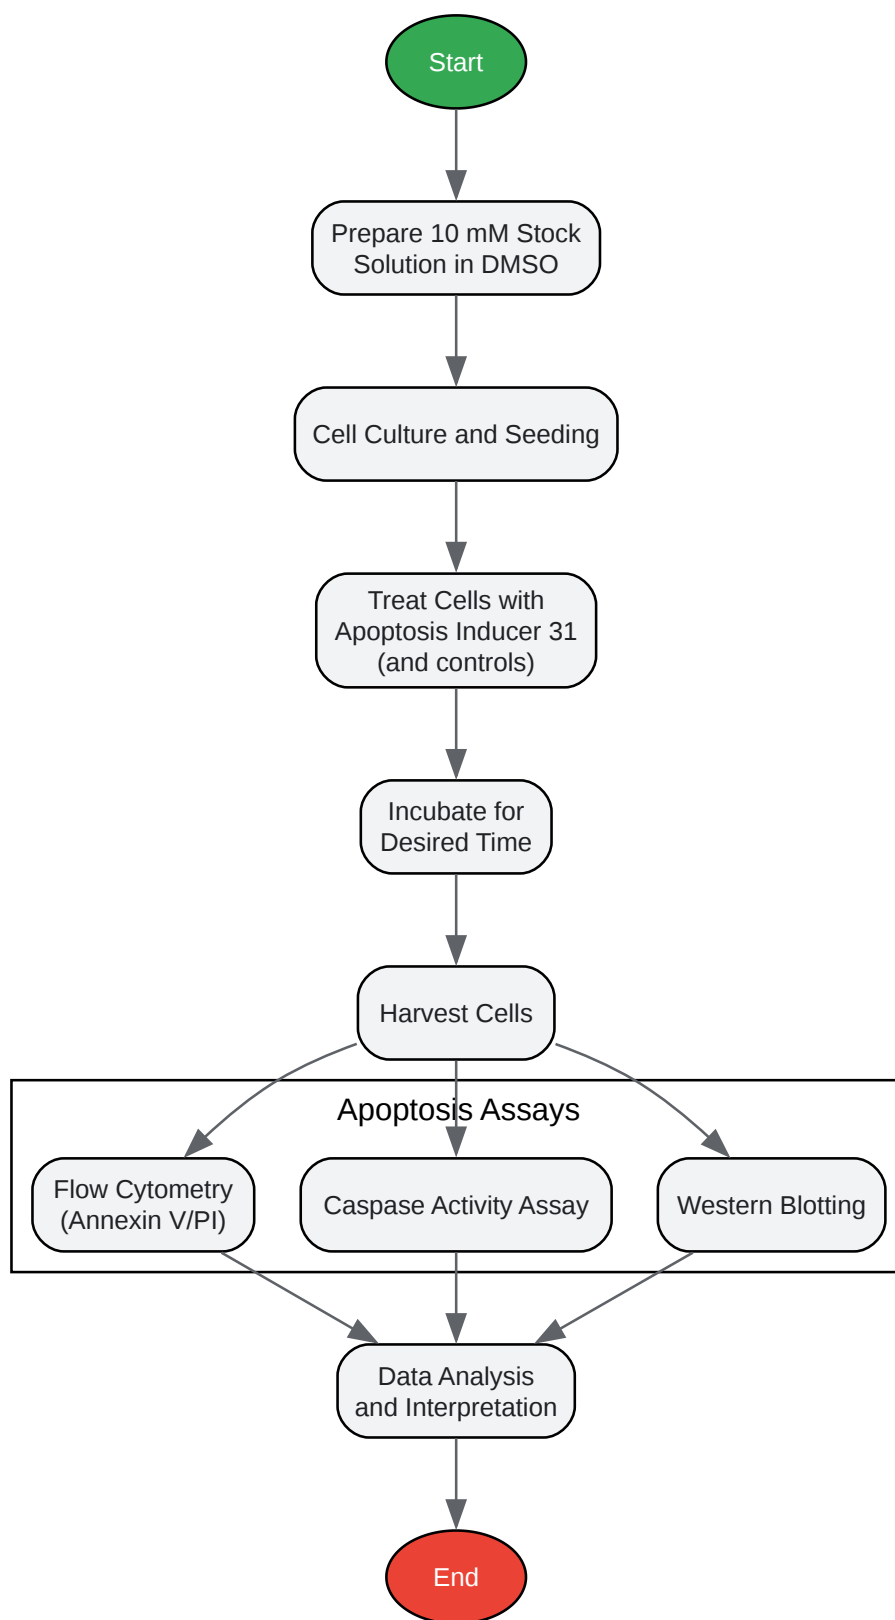 Start
Prepare 10 mM Stock
Solution in DMSO
Cell Culture and Seeding
Treat Cells with
Apoptosis Inducer 31
(and controls)
Incubate for
Desired Time
Harvest Cells
Apoptosis Assays
Flow Cytometry
(Annexin V/PI)
Caspase Activity Assay
Western Blotting
Data Analysis
and Interpretation
End